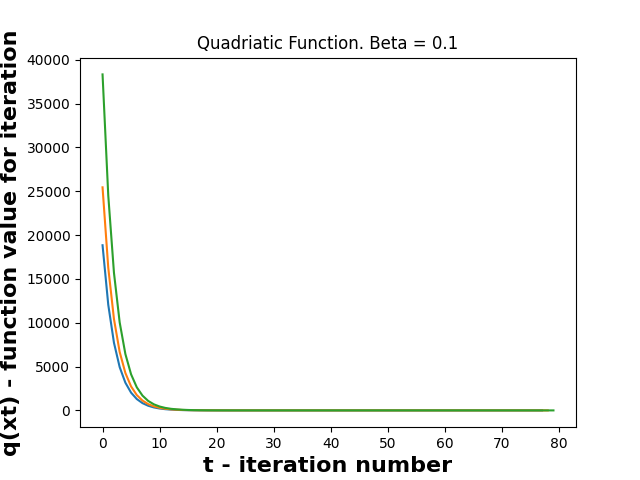 Quadriatic Function. Beta = 0.1
q(xt) - function value for iteration
40000
35000
30000
25000
20000
15000
10000
5000
0
0 10 20 30 40 50 60 70 80
t - iteration number